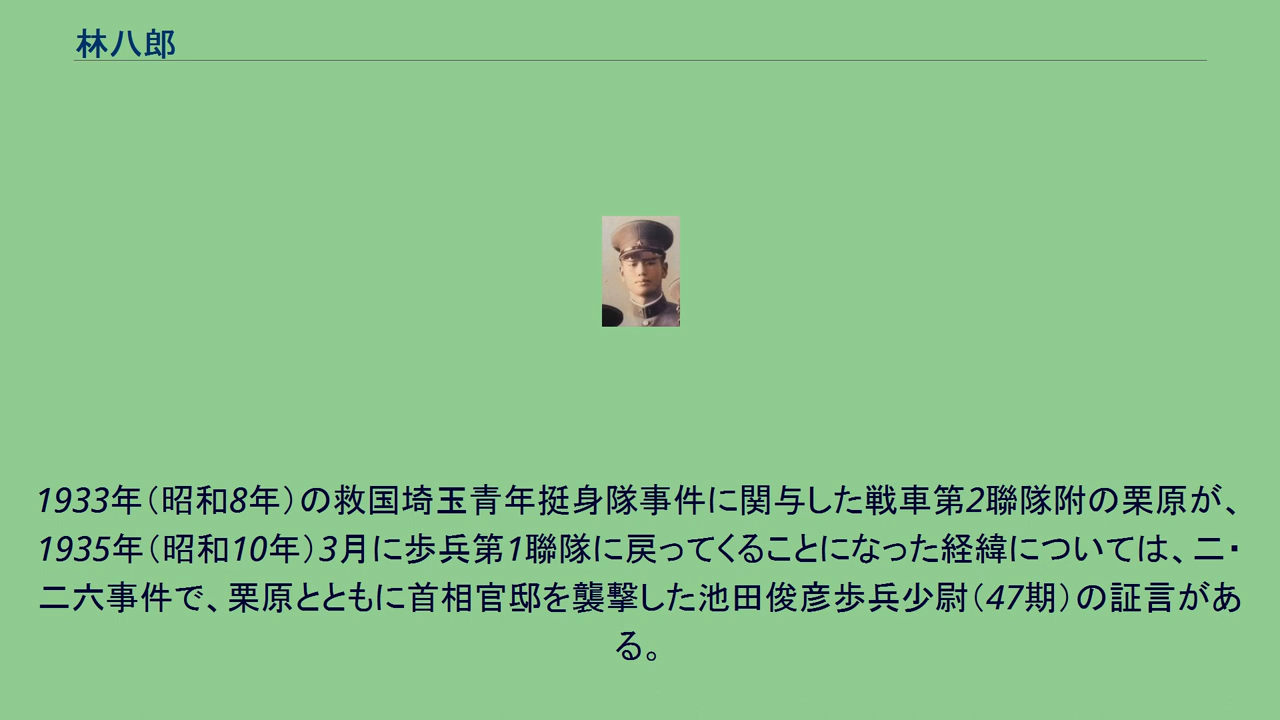 林八郎
1933年（昭和8年）の救国埼玉青年挺身隊事件に関与した戦車第2聯隊附の栗原が、
1935年（昭和10年）3月に歩兵第1聯隊に戻ってくることになった経緯については、二・
二六事件で、栗原とともに首相官邸を襲撃した池田俊彦歩兵少尉（47期）の証言があ
る。